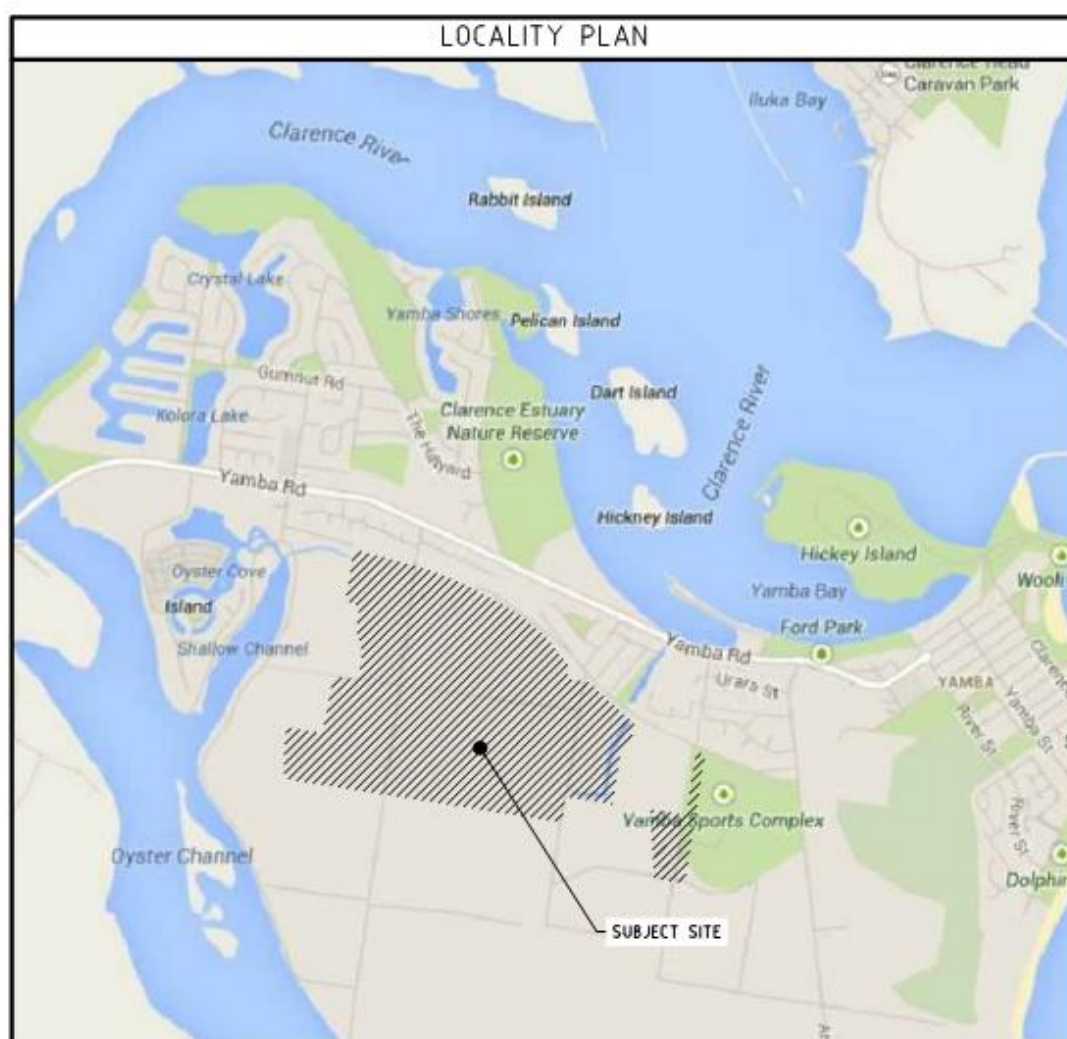 LOCALITY PLAN
Clarence Head
Caravan Park
Iluka Bay
Clarence River
Rabbit Island
Crystal Lake
Yamba Shores
Pelican Island
Gumnut Rd
Dart Island
Clarence River
Kolora Lake
The Halyard
Clarence Estuary
Nature Reserve
Yamba Rd
Hickney Island
Hickey Island
Oyster Cove
Island
Yamba Bay
Wooli
Ford Park
Shallow Channel
Yamba Rd
Urara St
YAMBA
Clarenc
River St
Yamba St
Yamba Sports Complex
River St
Oyster Channel
Dolphin
SUBJECT SITE